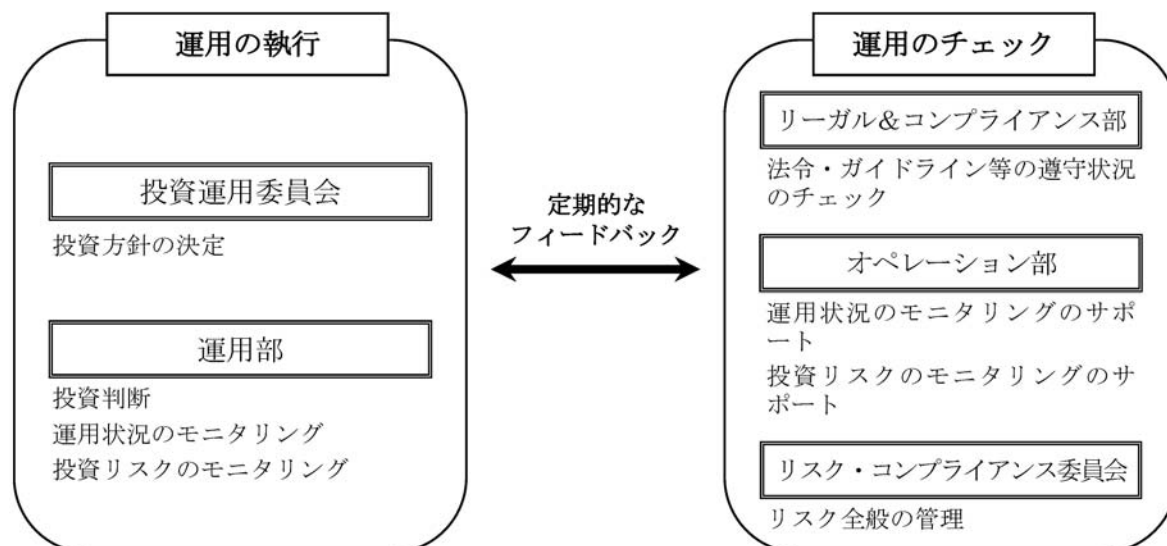 運用の執行
投資運用委員会
投資方針の決定
運用部
投資判断
運用状況のモニタリング
投資リスクのモニタリング
定期的な
フィードバック
運用のチェック
リーガル＆コンプライアンス部
法令・ガイドライン等の遵守状況
のチェック
オペレーション部
運用状況のモニタリングのサポ
ート
投資リスクのモニタリングのサ
ポート
リスク・コンプライアンス委員会
リスク全般の管理